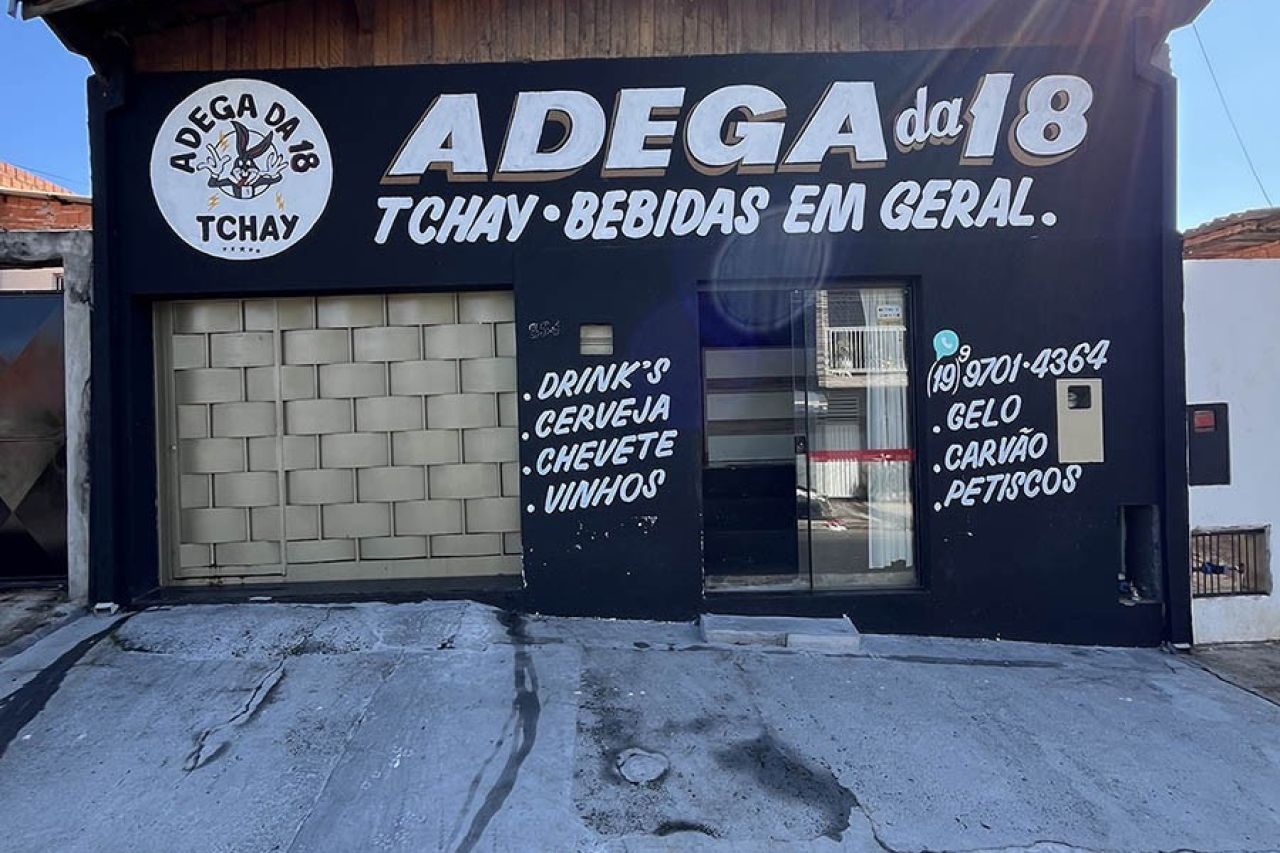 ADEGA DA 18
TCHAY
ADEGA da 18
TCHAY • BEBIDAS EM GERAL.
. DRINK'S
. CERVEJA
. CHEVETE
. VINHOS
(19) 9 9701-4364
. GELO
. CARVÃO
. PETISCOS